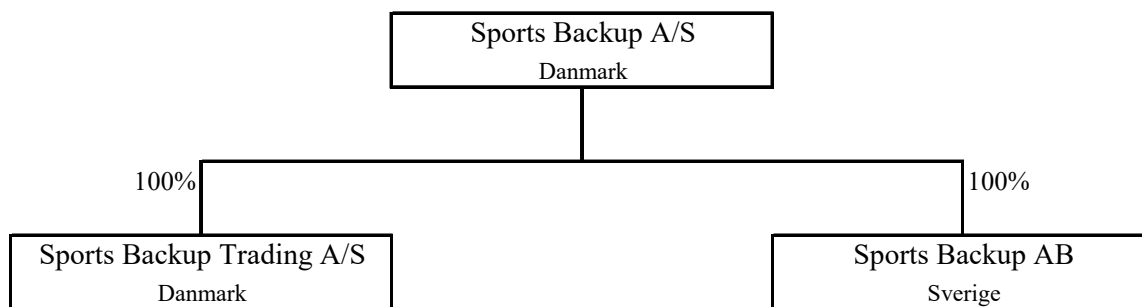 Sports Backup A/S
Danmark
100%
100%
Sports Backup Trading A/S
Danmark
Sports Backup AB
Sverige